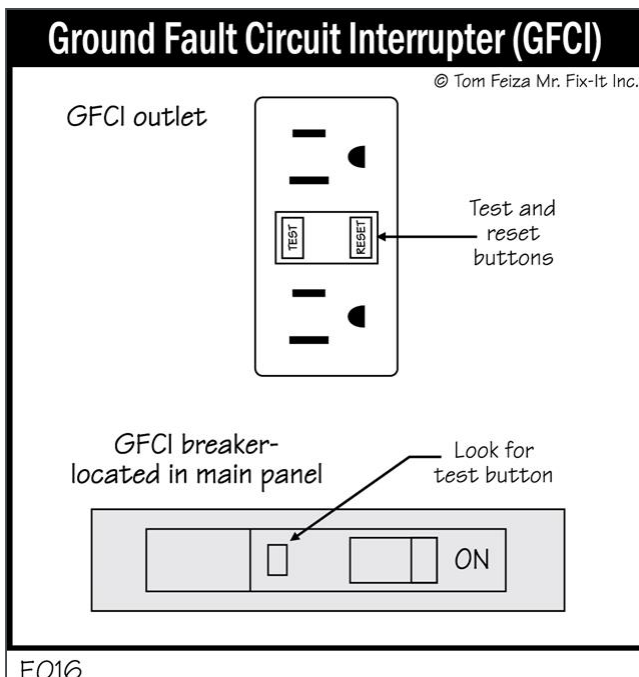 Ground Fault Circuit Interrupter (GFCI)
© Tom Feiza Mr. Fix-It Inc.
GFCI outlet
TEST
RESET
Test and
reset
buttons
GFCI breaker-
located in main panel
Look for
test button
ON
E016